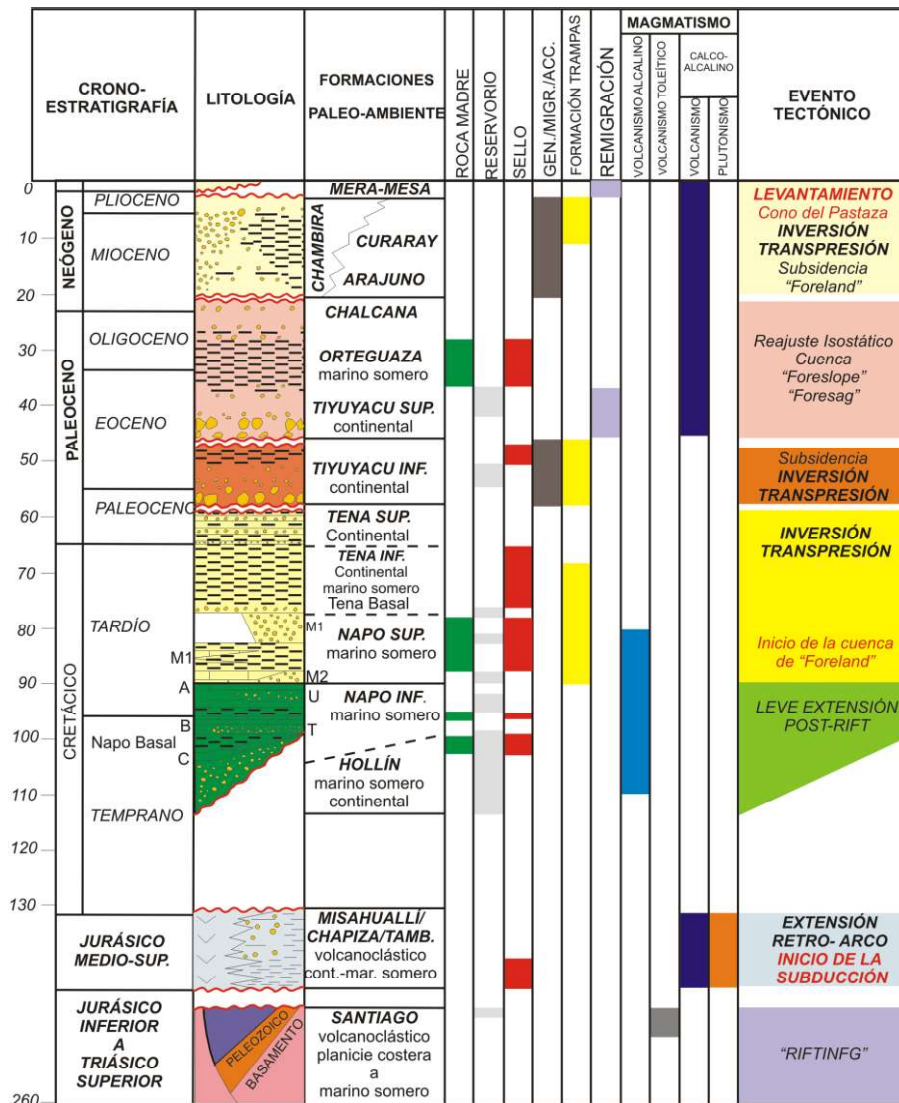 MAGMATISMO
CRONO-
ESTRATIGRAFÍA
LITOLOGÍA
FORMACIONES
PALEO-AMBIENTE
ROCA MADRE
RESERVORIO
SELLO
GEN./MIGR./ACC.
FORMACIÓN TRAMPAS
REMIGRACIÓN
VOLCANISMO ALCALINO
VOLCANISMO TOLEÍTICO
CALCO-
ALCALINO
VOLCANISMO
PLUTONISMO
EVENTO
TECTÓNICO
0
10
20
30
40
50
60
70
80
90
100
110
130
260
NEÓGENO
PLIOCENO
MIOCENO
PALEOCENO
OLIGOCENO
EOCENO
PALEOCENO
CRETÁCICO
TARDÍO
M1
A
B
Napo Basal
C
TEMPRANO
JURÁSICO
MEDIO-SUP.
JURÁSICO
INFERIOR
A
TRIÁSICO
SUPERIOR
PELEOZOICO
BASAMENTO
MERA-MESA
CHAMBIRA
CURARAY
ARAJUNO
CHALCANA
ORTEGUAZA
marino somero
TIYUYACU SUP.
continental
TIYUYACU INF.
continental
TENA SUP.
Continental
TENA INF.
Continental
marino somero
Tena Basal
M1
NAPO SUP.
marino somero
M2
U
NAPO INF.
marino somero
T
HOLLÍN
marino somero
continental
MISAHUALLÍ/
CHAPIZA/TAMB.
volcanoclástico
cont.-mar. somero
SANTIAGO
volcanoclástico
planicie costera
a
marino somero
LEVANTAMIENTO
Cono del Pastaza
INVERSIÓN
TRANSPRESIÓN
Subsidencia
"Foreland"
Reajuste Isostático
Cuenca
"Foreslope"
"Foresag"
Subsidencia
INVERSIÓN
TRANSPRESIÓN
INVERSIÓN
TRANSPRESIÓN
Inicio de la cuenca
de "Foreland"
LEVE EXTENSIÓN
POST-RIFT
EXTENSIÓN
RETRO- ARCO
INICIO DE LA
SUBDUCCIÓN
"RIFTINFG"